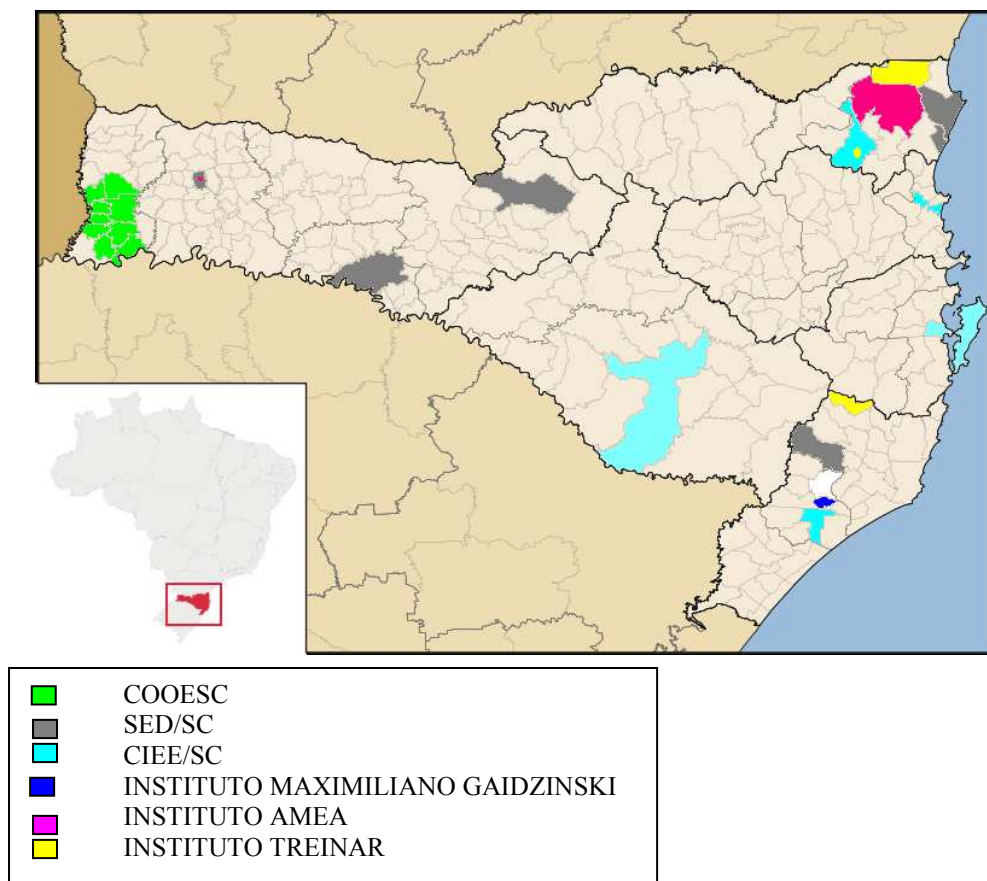 COOESC
SED/SC
CIEE/SC
INSTITUTO MAXIMILIANO GAIDZINSKI
INSTITUTO AMEA
INSTITUTO TREINAR